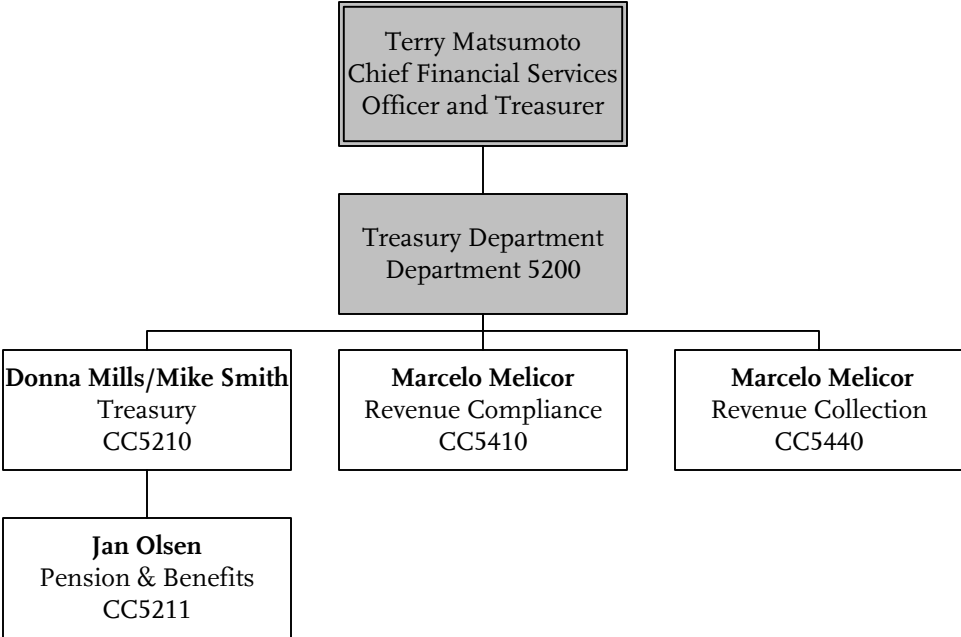 Terry Matsumoto
Chief Financial Services
Officer and Treasurer
Treasury Department
Department 5200
Donna Mills/Mike Smith
Treasury
CC5210
Marcelo Melicor
Revenue Compliance
CC5410
Marcelo Melicor
Revenue Collection
CC5440
Jan Olsen
Pension & Benefits
CC5211